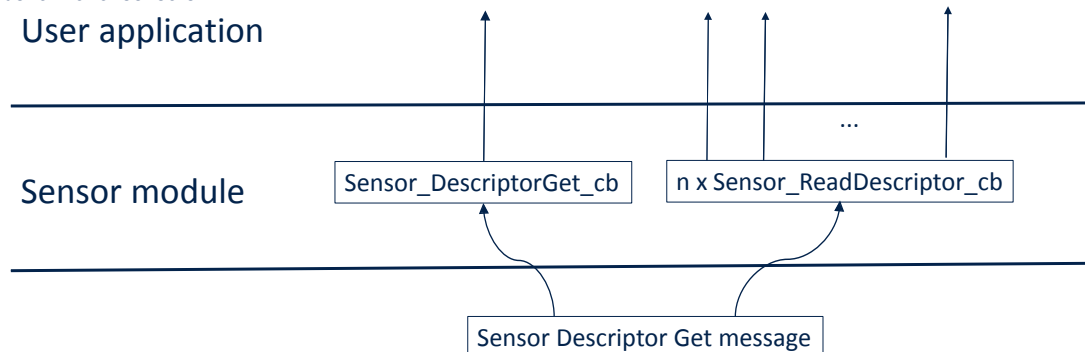 User application
...
Sensor module
Sensor_DescriptorGet_cb
n x Sensor_ReadDescriptor_cb
Sensor Descriptor Get message